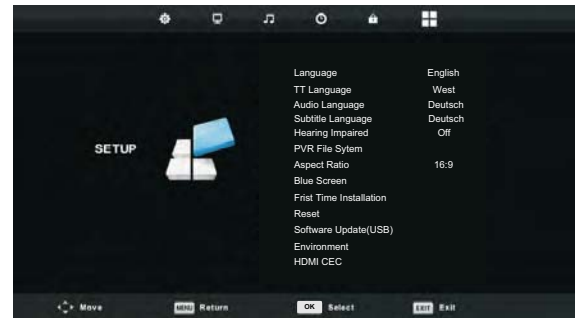 Language English
TT Language West
Audio Language Deutsch
Subtitle Language Deutsch
Hearing Impaired Off
SETUP
PVR File Sytem
Aspect Ratio 16:9
Blue Screen
Frist Time Installation
Reset
Software Update(USB)
Environment
HDMI CEC
Move MENU Return OK Select EXIT Exit